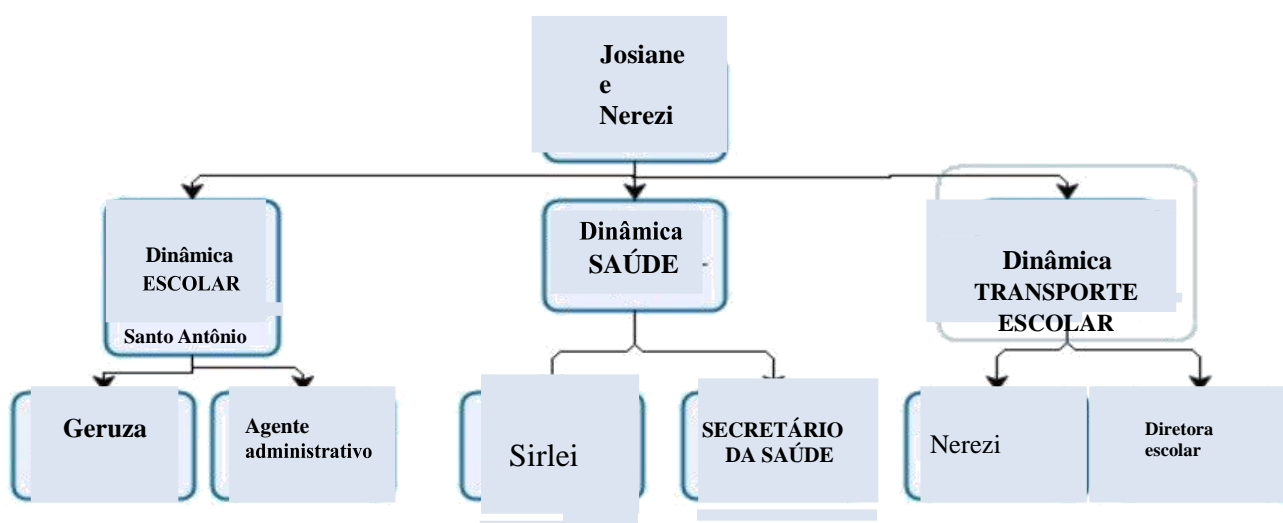 Josiane
e
Nerezi
Dinâmica
ESCOLAR
Santo Antônio
Dinâmica
SAÚDE
Dinâmica
TRANSPORTE
ESCOLAR
Geruza
Agente
administrativo
Sirlei
SECRETÁRIO
DA SAÚDE
Nerezi
Diretora
escolar